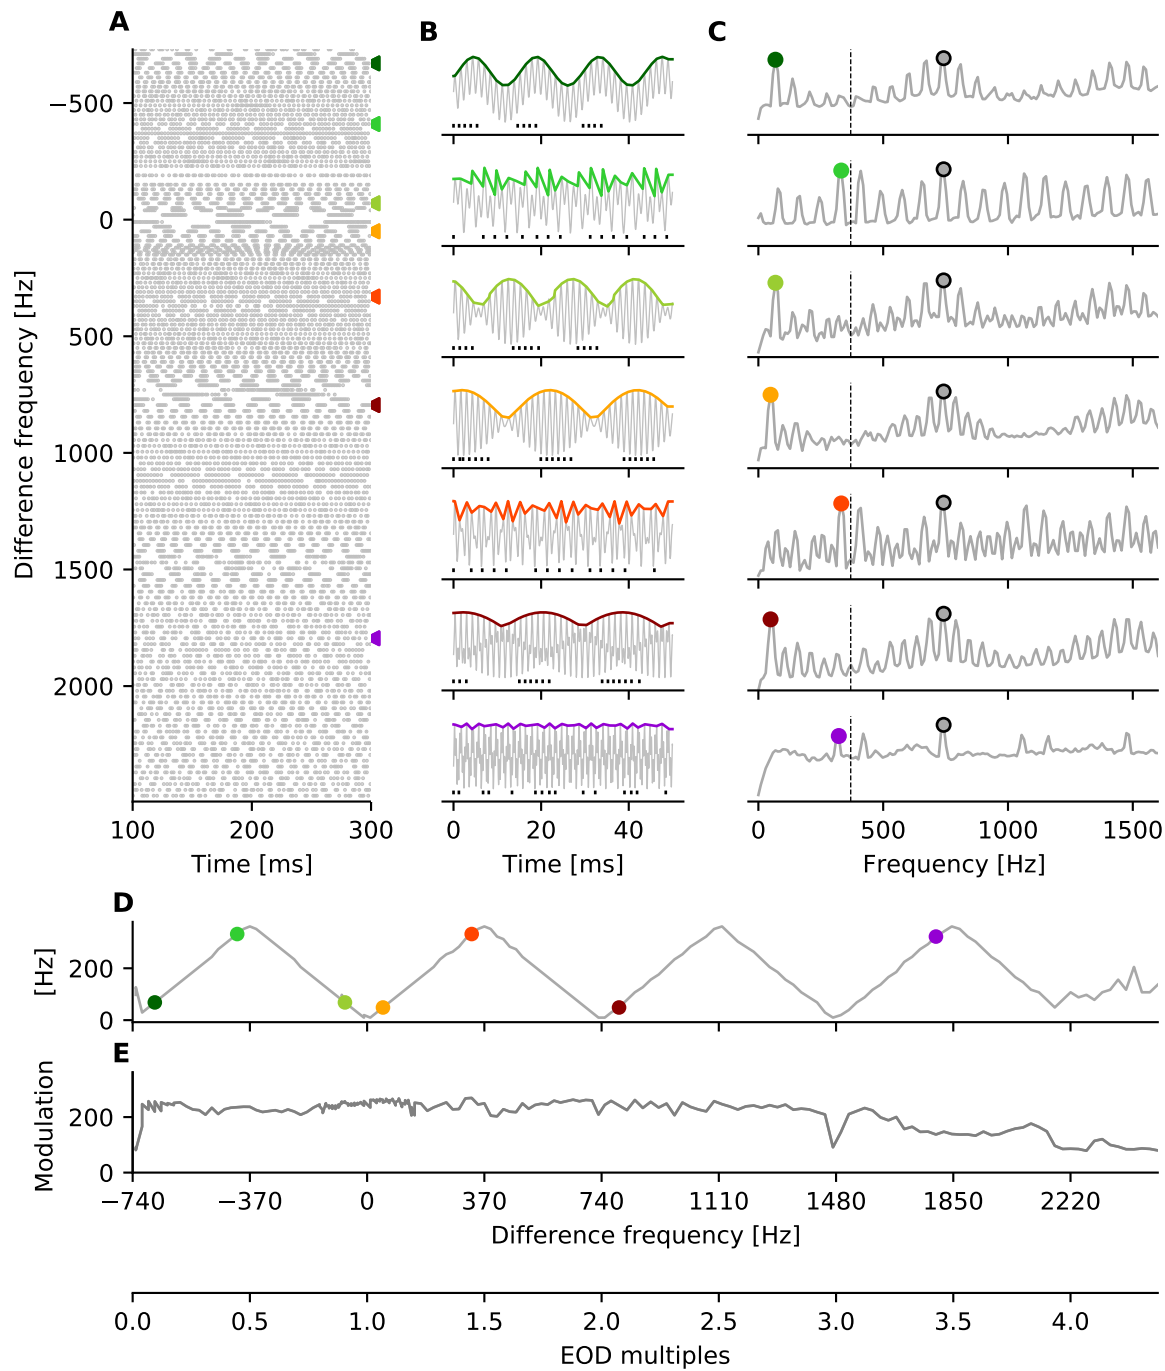 A
B
C
−500
0
500
1000
1500
2000
Difference frequency [Hz]
100 200 300
Time [ms]
0 20 40
Time [ms]
0 500 1000 1500
Frequency [Hz]
D
[Hz]
200
0
E
Modulation
200
0
−740 −370 0 370 740 1110 1480 1850 2220
Difference frequency [Hz]
0.0 0.5 1.0 1.5 2.0 2.5 3.0 3.5 4.0
EOD multiples